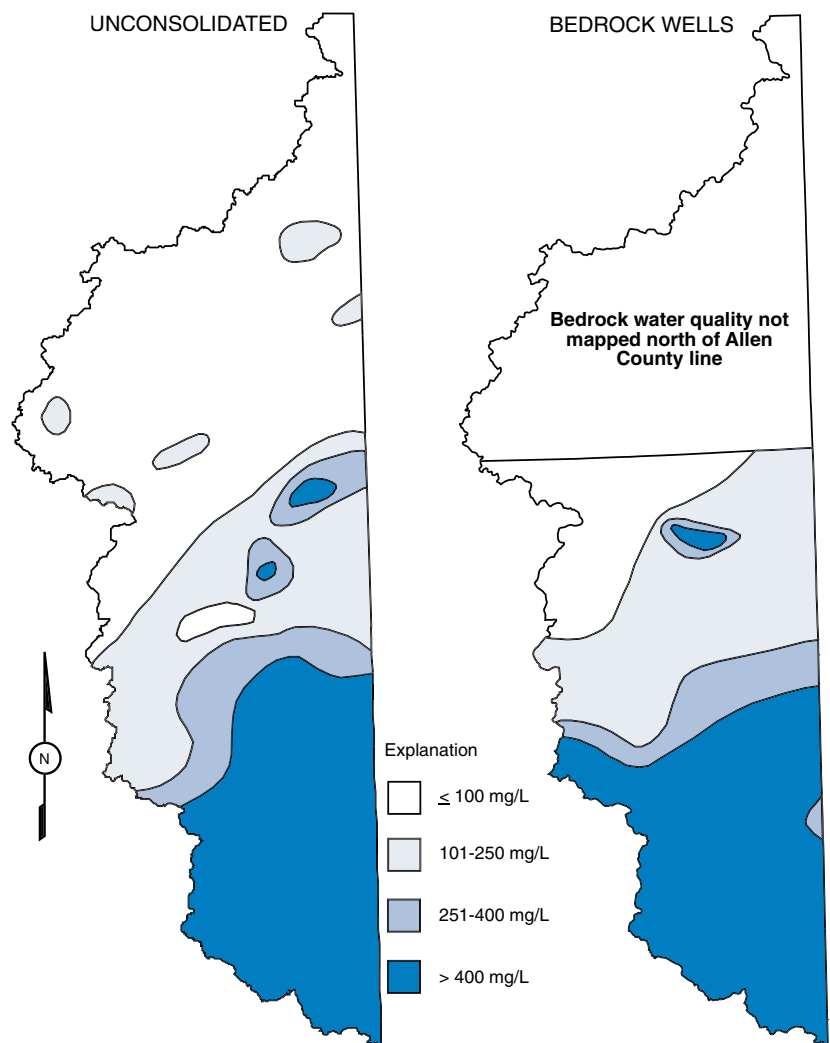 UNCONSOLIDATED
BEDROCK WELLS
Bedrock water quality not
mapped north of Allen
County line
N
Explanation
≤ 100 mg/L
101-250 mg/L
251-400 mg/L
> 400 mg/L